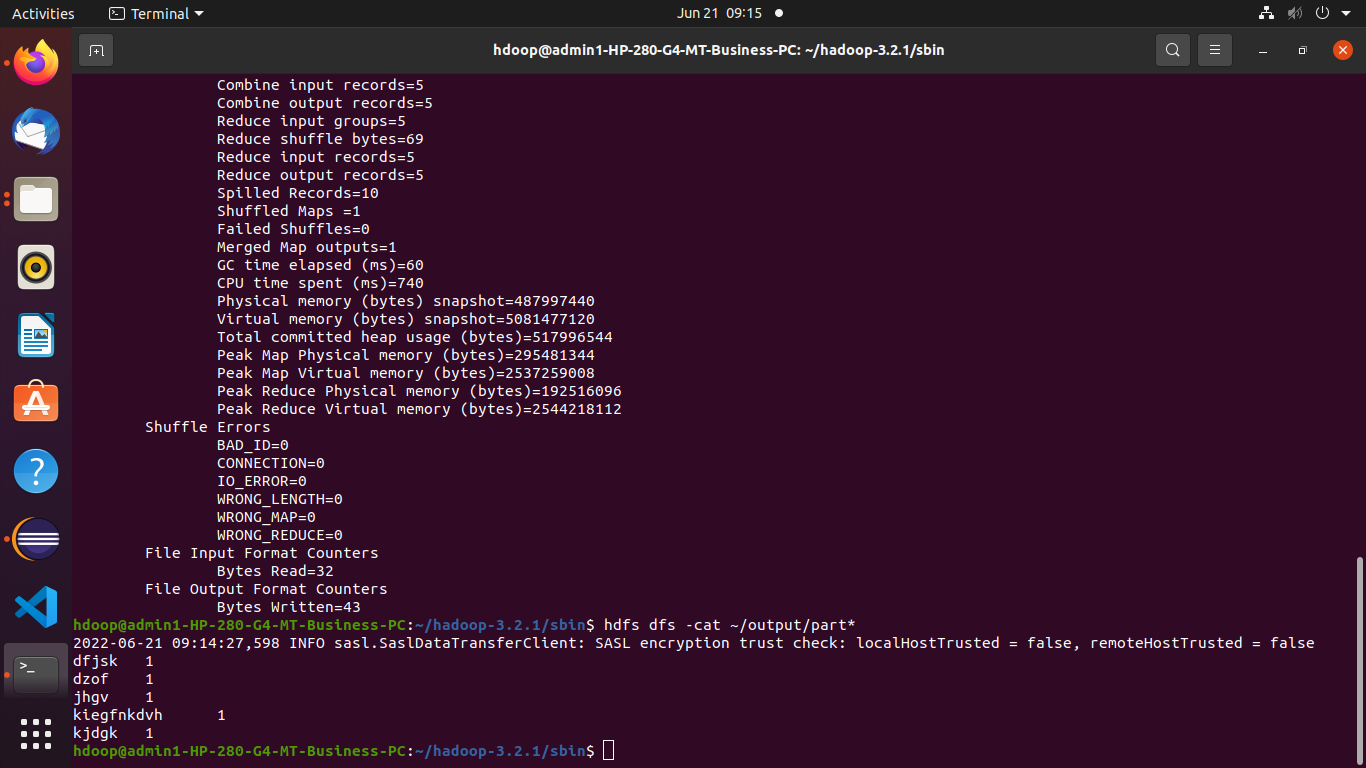 Activities Terminal Jun 21 09:15
hdoop@admin1-HP-280-G4-MT-Business-PC: ~/hadoop-3.2.1/sbin
Combine input records=5
Combine output records=5
Reduce input groups=5
Reduce shuffle bytes=69
Reduce input records=5
Reduce output records=5
Spilled Records=10
Shuffled Maps =1
Failed Shuffles=0
Merged Map outputs=1
GC time elapsed (ms)=60
CPU time spent (ms)=740
Physical memory (bytes) snapshot=487997440
Virtual memory (bytes) snapshot=5081477120
Total committed heap usage (bytes)=517996544
Peak Map Physical memory (bytes)=295481344
Peak Map Virtual memory (bytes)=2537259008
Peak Reduce Physical memory (bytes)=192516096
Peak Reduce Virtual memory (bytes)=2544218112
Shuffle Errors
BAD_ID=0
CONNECTION=0
IO_ERROR=0
WRONG_LENGTH=0
WRONG_MAP=0
WRONG_REDUCE=0
File Input Format Counters
Bytes Read=32
File Output Format Counters
Bytes Written=43
hdoop@admin1-HP-280-G4-MT-Business-PC:~/hadoop-3.2.1/sbin$ hdfs dfs -cat ~/output/part*
2022-06-21 09:14:27,598 INFO sasl.SaslDataTransferClient: SASL encryption trust check: localHostTrusted = false, remoteHostTrusted = false
dfjsk 1
dzof 1
jhgv 1
kiegfnkdvh 1
kjdgk 1
hdoop@admin1-HP-280-G4-MT-Business-PC:~/hadoop-3.2.1/sbin$